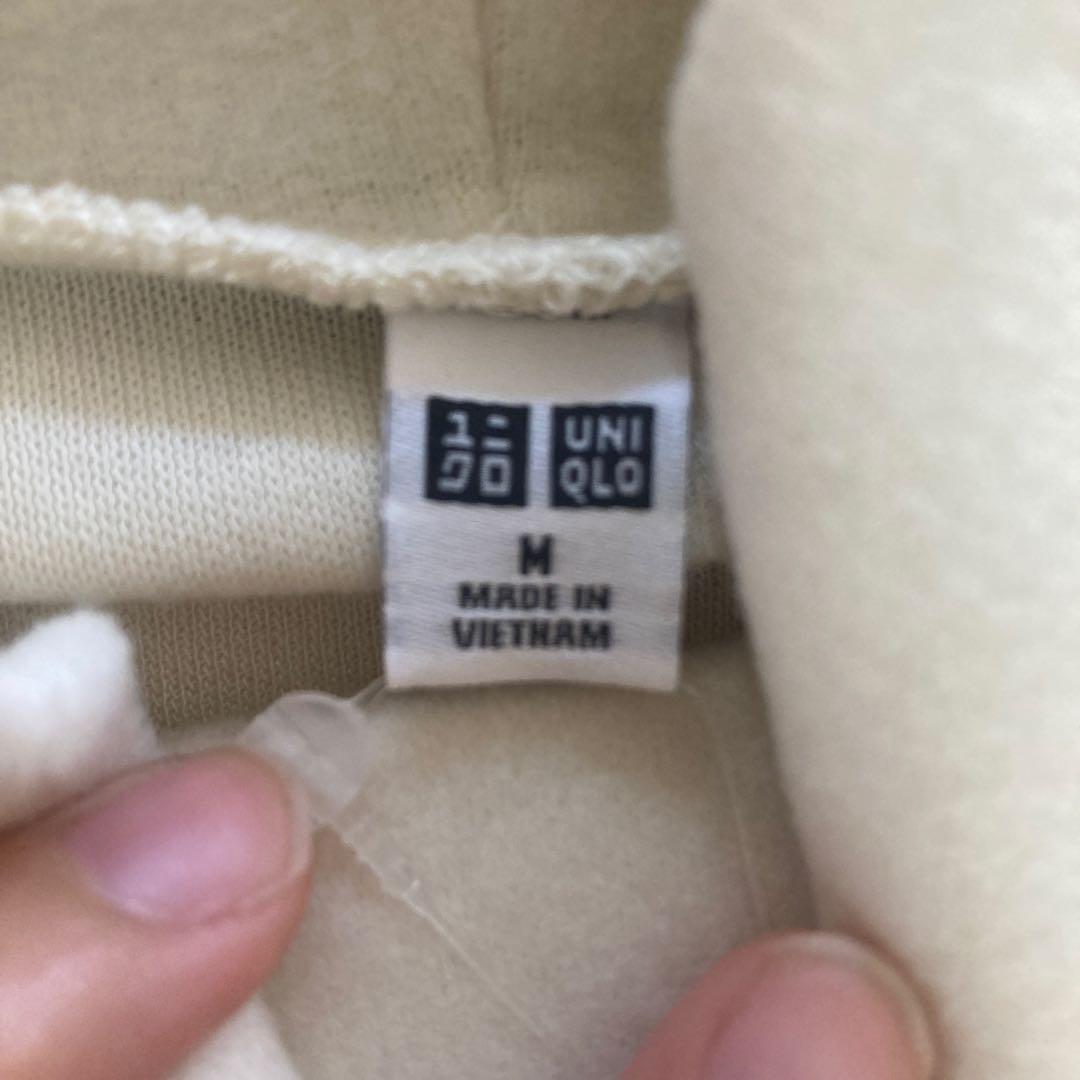 ユニ UNI
クロ QLO
M
MADE IN
VIETNAM